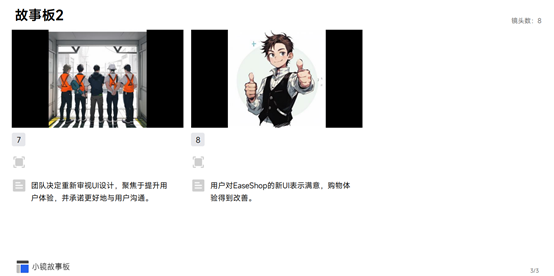 故事板2
镜头数：8
7
8
团队决定重新审视UI设计，聚焦于提升用
户体验，并承诺更好地与用户沟通。
用户对EaseShop的新UI表示满意，购物体
验得到改善。
小镜故事板
3/3